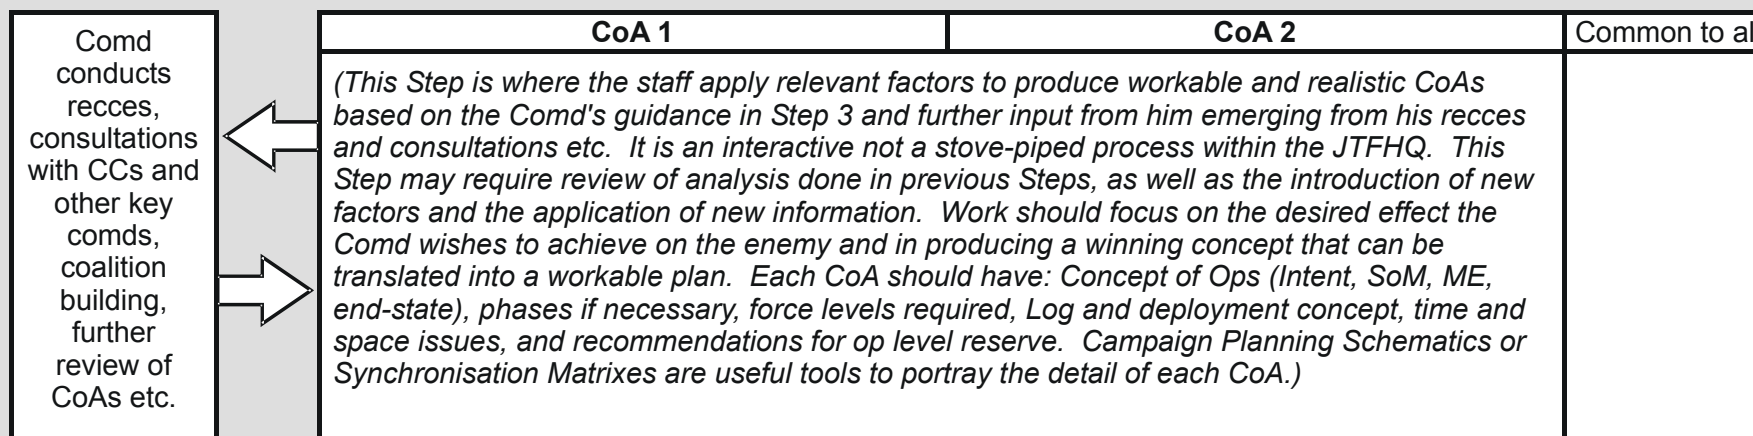 Comd
conducts
recces,
consultations
with CCs and
other key
comds,
coalition
building,
further
review of
CoAs etc.
CoA 1
CoA 2
Common to al
(This Step is where the staff apply relevant factors to produce workable and realistic CoAs
based on the Comd's guidance in Step 3 and further input from him emerging from his recces
and consultations etc.  It is an interactive not a stove-piped process within the JTFHQ.  This
Step may require review of analysis done in previous Steps, as well as the introduction of new
factors and the application of new information.  Work should focus on the desired effect the
Comd wishes to achieve on the enemy and in producing a winning concept that can be
translated into a workable plan.  Each CoA should have: Concept of Ops (Intent, SoM, ME,
end-state), phases if necessary, force levels required, Log and deployment concept, time and
space issues, and recommendations for op level reserve.  Campaign Planning Schematics or
Synchronisation Matrixes are useful tools to portray the detail of each CoA.)